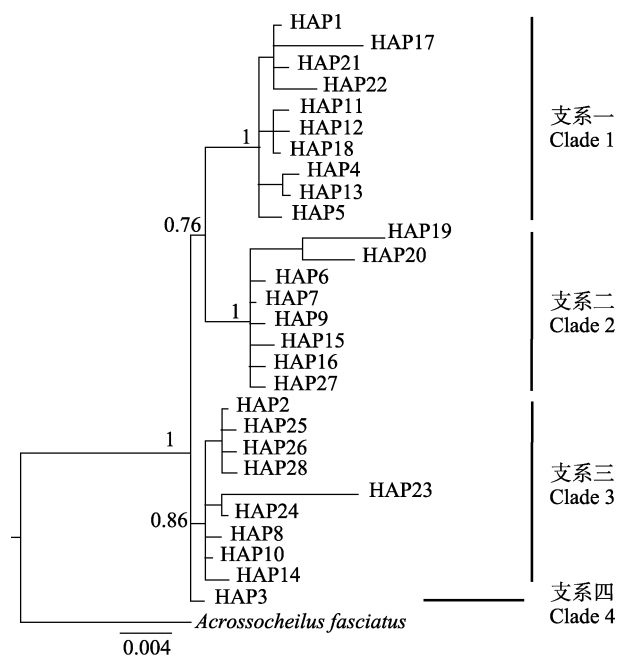 HAP1
HAP17
HAP21
HAP22
HAP11
HAP12
HAP18
HAP4
HAP13
HAP5
支系一
Clade 1
1
0.76
HAP19
HAP20
HAP6
HAP7
HAP9
HAP15
HAP16
HAP27
支系二
Clade 2
1
HAP2
HAP25
HAP26
HAP28
HAP23
HAP24
HAP8
HAP10
HAP14
支系三
Clade 3
1
0.86
HAP3
支系四
Clade 4
Acrossocheilus fasciatus
0.004